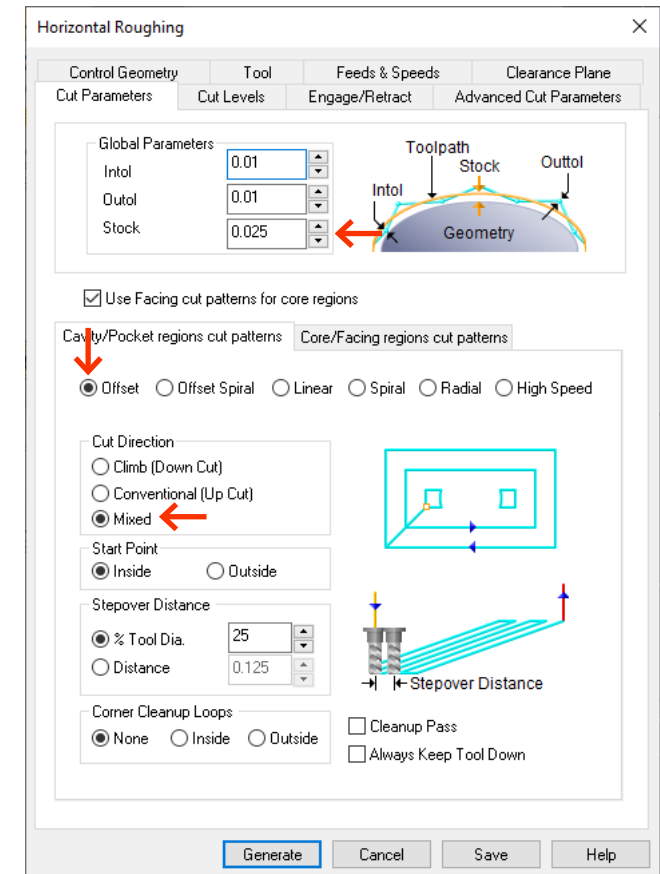 Horizontal Roughing
Control Geometry Tool Feeds & Speeds Clearance Plane
Cut Parameters Cut Levels Engage/Retract Advanced Cut Parameters
Global Parameters
Intol 0.01
Outol 0.01
Stock 0.025
Toolpath
Stock
Outtol
Intol
Geometry
Use Facing cut patterns for core regions
Cavity/Pocket regions cut patterns Core/Facing regions cut patterns
Offset Offset Spiral Linear Spiral Radial High Speed
Cut Direction
Climb (Down Cut)
Conventional (Up Cut)
Mixed
Start Point
Inside Outside
Stepover Distance
% Tool Dia. 25
Distance 0.125
Stepover Distance
Corner Cleanup Loops
None Inside Outside
Cleanup Pass
Always Keep Tool Down
Generate Cancel Save Help